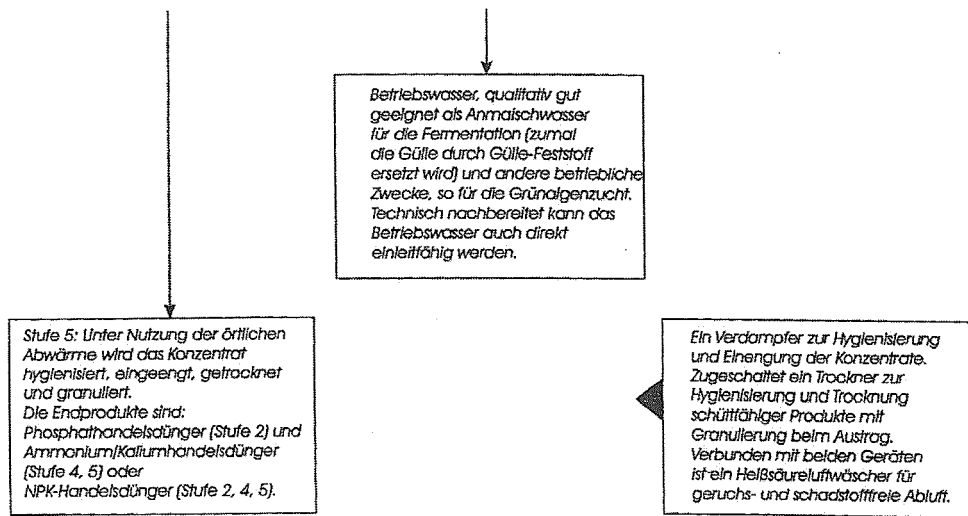 Betriebswasser, qualitativ gut
geeignet als Anmaischwasser
für die Fermentation (zumal
die Gülle durch Gülle-Feststoff
ersetzt wird) und andere betriebliche
Zwecke, so für die Grünalgenzucht.
Technisch nachbereitet kann das
Betriebswasser auch direkt
einleitfähig werden.
Stufe 5: Unter Nutzung der örtlichen
Abwärme wird das Konzentrat
hygienisiert, eingeengt, getrocknet
und granuliert.
Die Endprodukte sind:
Phosphathandelsdünger (Stufe 2) und
Ammonium/Kaliumhandelsdünger
(Stufe 4, 5) oder
NPK-Handelsdünger (Stufe 2, 4, 5).
Ein Verdampfer zur Hygienisierung
und Einengung der Konzentrate.
Zugeschaltet ein Trockner zur
Hygienisierung und Trocknung
schüttfähiger Produkte mit
Granulierung beim Austrag.
Verbunden mit beiden Geräten
ist ein Heißsäureluftwäscher für
geruchs- und schadstofffreie Abluft.